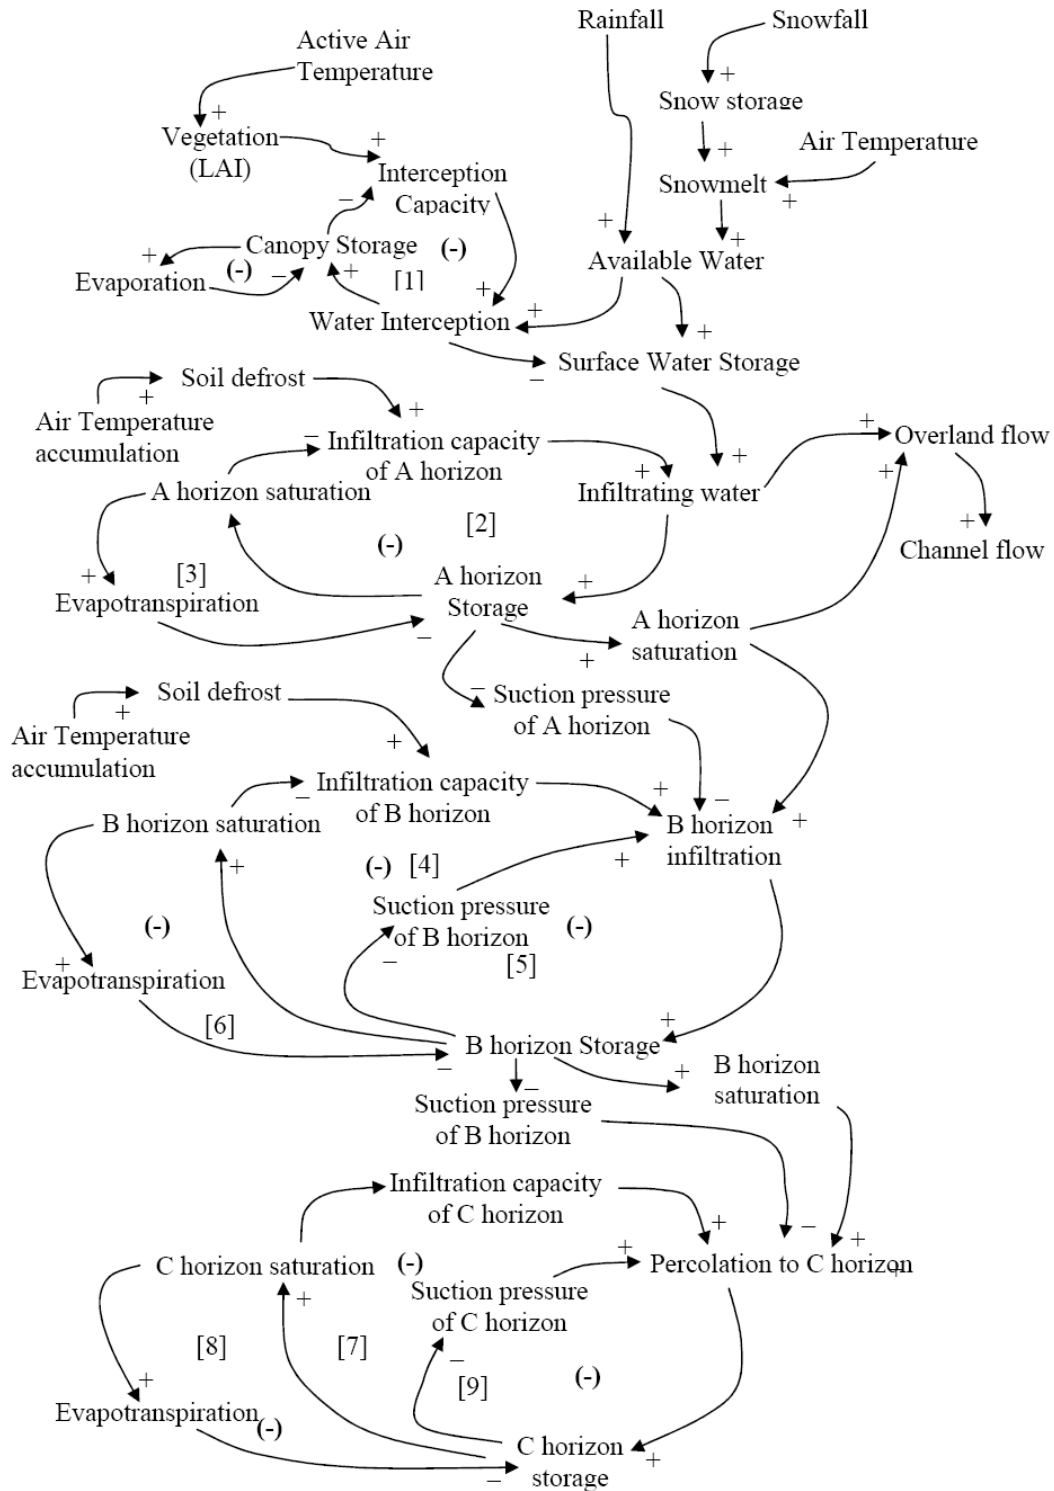 Rainfall
Snowfall
Active Air
Temperature
+
+
Snow storage
Vegetation
(LAI)
+
+
Air Temperature
Interception
Capacity
Snowmelt
+
–
+
+
+
Canopy Storage
(-)
Available Water
Evaporation
(-)
–
+
[1]
+
+
Water Interception
+
Surface Water Storage
–
Soil defrost
+
Air Temperature
accumulation
+
–
Infiltration capacity
of A horizon
+
Overland flow
+
+
+
A horizon saturation
Infiltrating water
[2]
+
(-)
Channel flow
+
[3]
A horizon
Storage
+
Evapotranspiration
–
A horizon
saturation
+
Soil defrost
–
Suction pressure
of A horizon
+
Air Temperature
accumulation
+
Infiltration capacity
of B horizon
–
+
–
+
B horizon saturation
B horizon
infiltration
+
+
(-)
[4]
Suction pressure
of B horizon
(-)
(-)
–
[5]
+
Evapotranspiration
[6]
+
B horizon Storage
–
+
B horizon
saturation
–
Suction pressure
of B horizon
Infiltration capacity
of C horizon
+
–
+
+
C horizon saturation
(-)
Percolation to C horizon
+
Suction pressure
of C horizon
+
[8]
[7]
–
[9]
(-)
+
Evapotranspiration
(-)
C horizon
storage
+
–